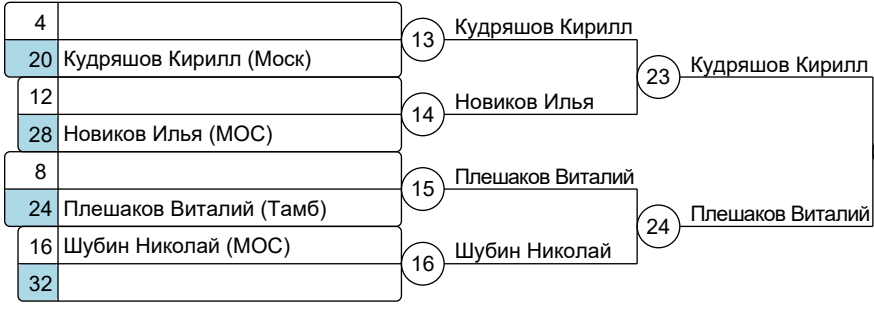 4
13
Кудряшов Кирилл
20 Кудряшов Кирилл (Моск)
23
Кудряшов Кирилл
12
14
Новиков Илья
28 Новиков Илья (МОС)
8
15
Плешаков Виталий
24 Плешаков Виталий (Тамб)
24
Плешаков Виталий
16 Шубин Николай (МОС)
16
Шубин Николай
32